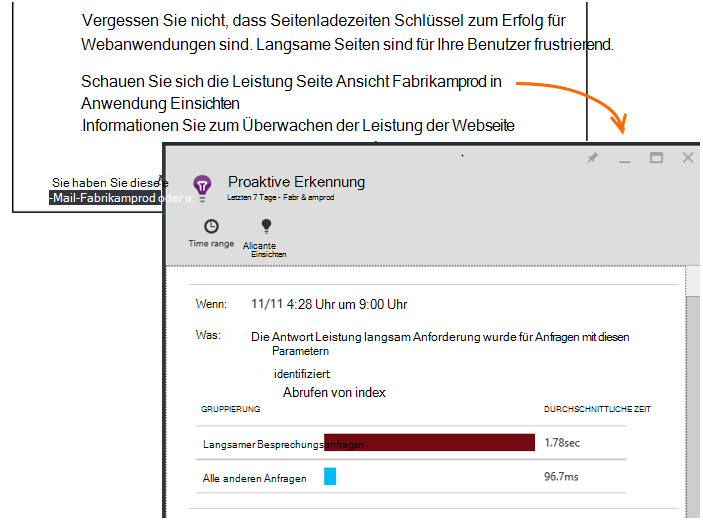 Vergessen Sie nicht, dass Seitenladezeiten Schlüssel zum Erfolg für
Webanwendungen sind. Langsame Seiten sind für Ihre Benutzer frustrierend.
Schauen Sie sich die Leistung Seite Ansicht Fabrikamprod in
Anwendung Einsichten
.Informationen Sie zum Überwachen der Leistung der Webseite
Sie haben Sie diese
-Mail-Fabrikamprod oder a
Proaktive Erkennung
Letzten 7 Tage - Fabr & amprod
Time range
Alicante
Einsichten
Wenn: 11/11 4:28 Uhr um 9:00 Uhr
Was: Die Antwort Leistung langsam Anforderung wurde für Anfragen mit diesen
Parametern
identifiziert
Abrufen von index
GRUPPIERUNG DURCHSCHNITTLICHE ZEIT
Langsamer Besprechungsanfragen 1.78sec
Alle anderen Anfragen 96.7ms